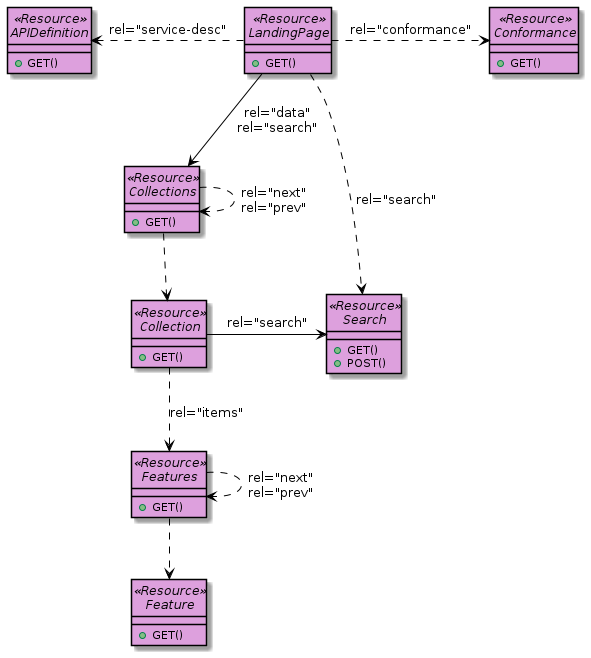 «Resource»
APIDefinition
GET()
rel="service-desc"
«Resource»
LandingPage
GET()
rel="conformance"
«Resource»
Conformance
GET()
rel="data"
rel="search"
rel="search"
«Resource»
Collections
GET()
rel="next"
rel="prev"
«Resource»
Collection
GET()
rel="search"
«Resource»
Search
GET()
POST()
rel="items"
«Resource»
Features
GET()
rel="next"
rel="prev"
«Resource»
Feature
GET()